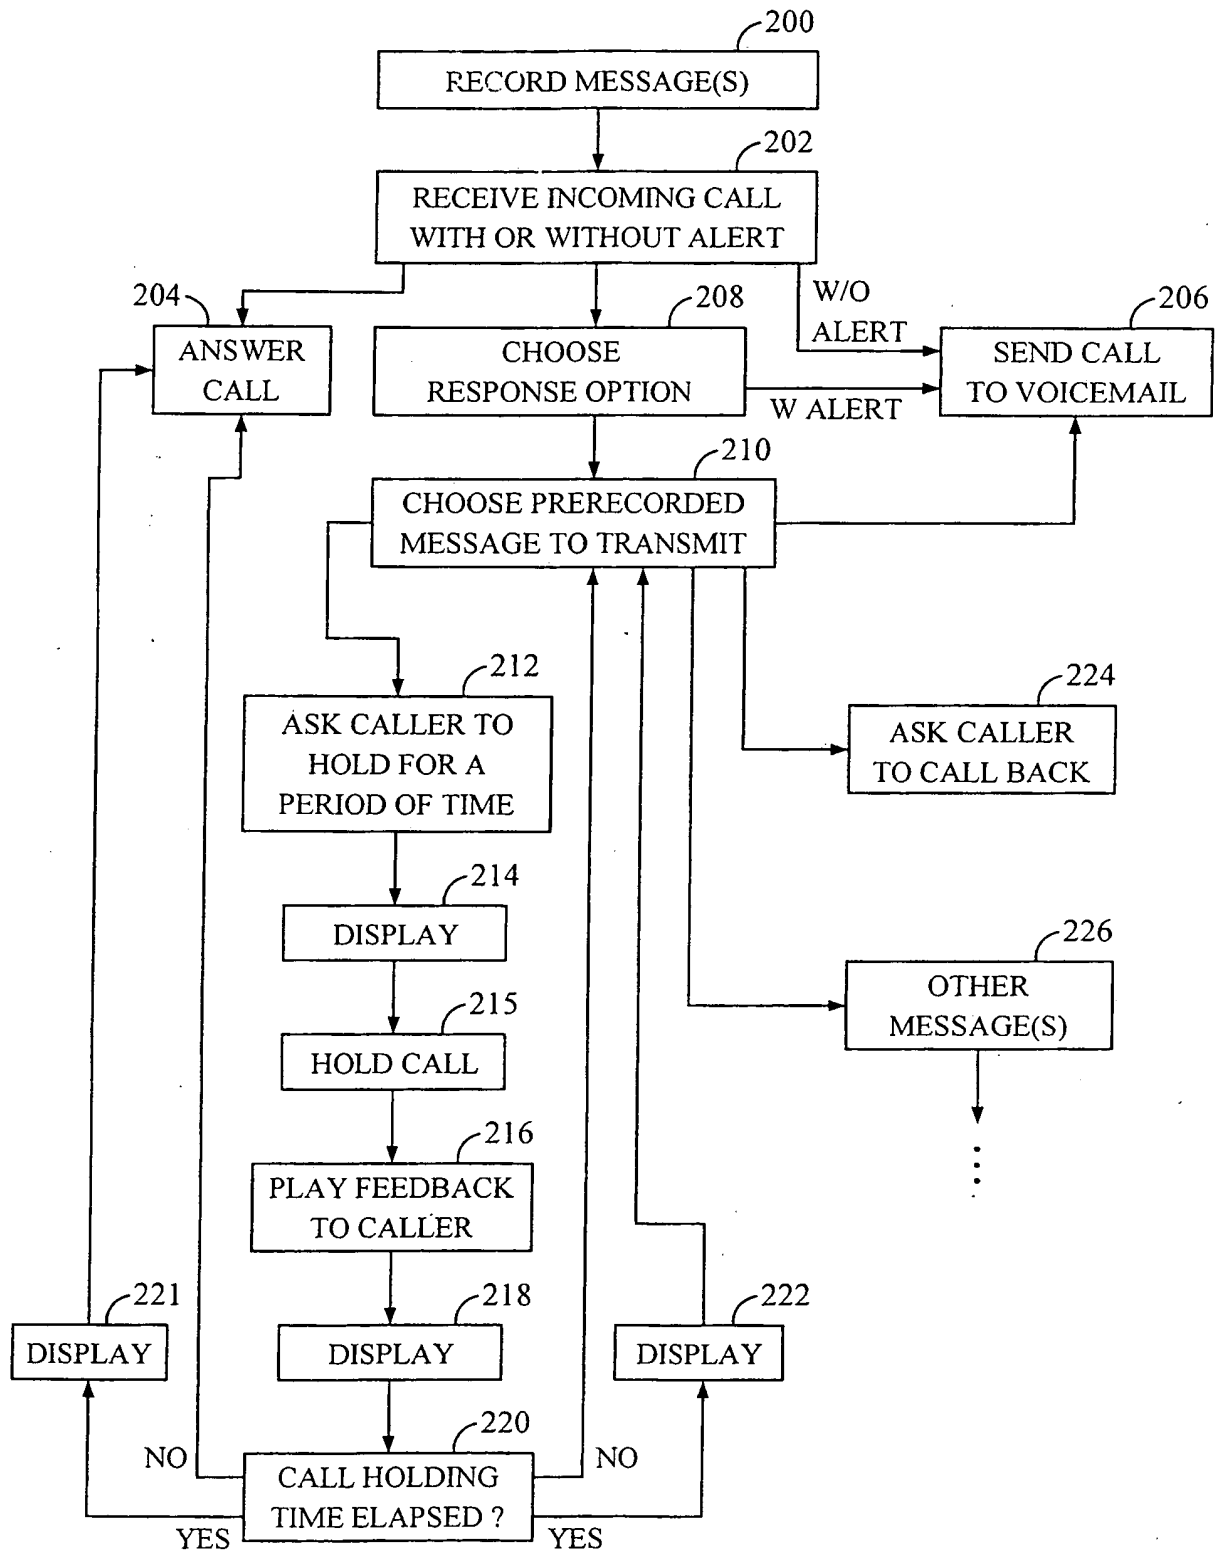 200
RECORD MESSAGE(S)
202
RECEIVE INCOMING CALL
WITH OR WITHOUT ALERT
204
ANSWER
CALL
208
CHOOSE
RESPONSE OPTION
W/O
ALERT
W ALERT
206
SEND CALL
TO VOICEMAIL
210
CHOOSE PRERECORDED
MESSAGE TO TRANSMIT
212
ASK CALLER TO
HOLD FOR A
PERIOD OF TIME
224
ASK CALLER
TO CALL BACK
214
DISPLAY
226
OTHER
MESSAGE(S)
215
HOLD CALL
216
PLAY FEEDBACK
TO CALLER
221
DISPLAY
218
DISPLAY
222
DISPLAY
220
CALL HOLDING
TIME ELAPSED ?
NO
NO
YES
YES